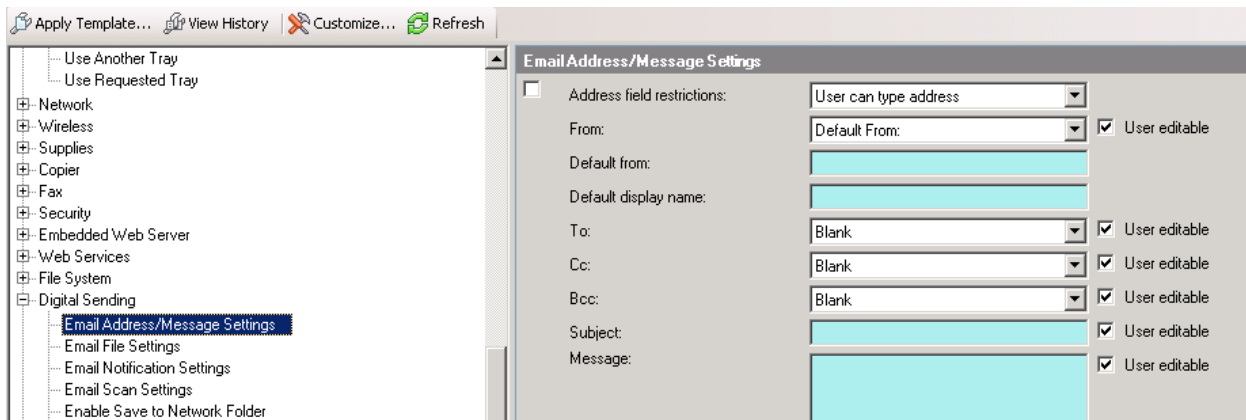 Apply Template... View History Customize... Refresh
Use Another Tray
Use Requested Tray
Network
Wireless
Supplies
Copier
Fax
Security
Embedded Web Server
Web Services
File System
Digital Sending
Email Address/Message Settings
Email File Settings
Email Notification Settings
Email Scan Settings
Enable Save to Network Folder
Email Address/Message Settings
Address field restrictions: User can type address
From: Default From: User editable
Default from:
Default display name:
To: Blank User editable
Cc: Blank User editable
Bcc: Blank User editable
Subject: User editable
Message: User editable